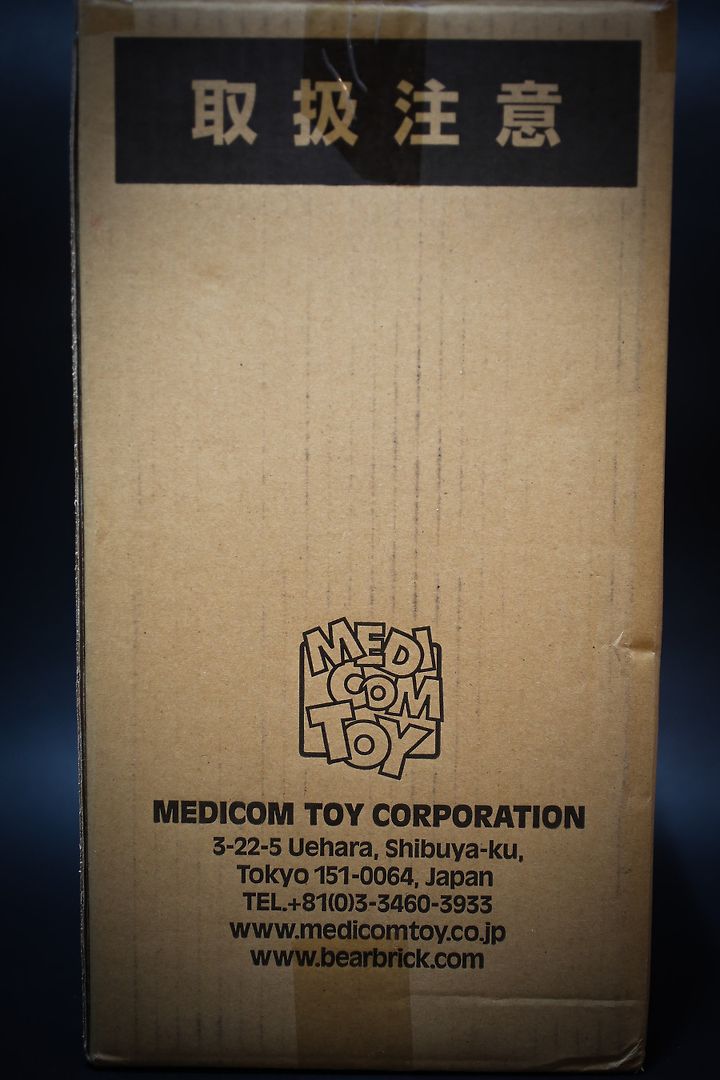 取扱注意
MEDI
COM
TOY
MEDICOM TOY CORPORATION
3-22-5 Uehara, Shibuya-ku,
Tokyo 151-0064, Japan
TEL.+81(0)3-3460-3933
www.medicomtoy.co.jp
www.bearbrick.com